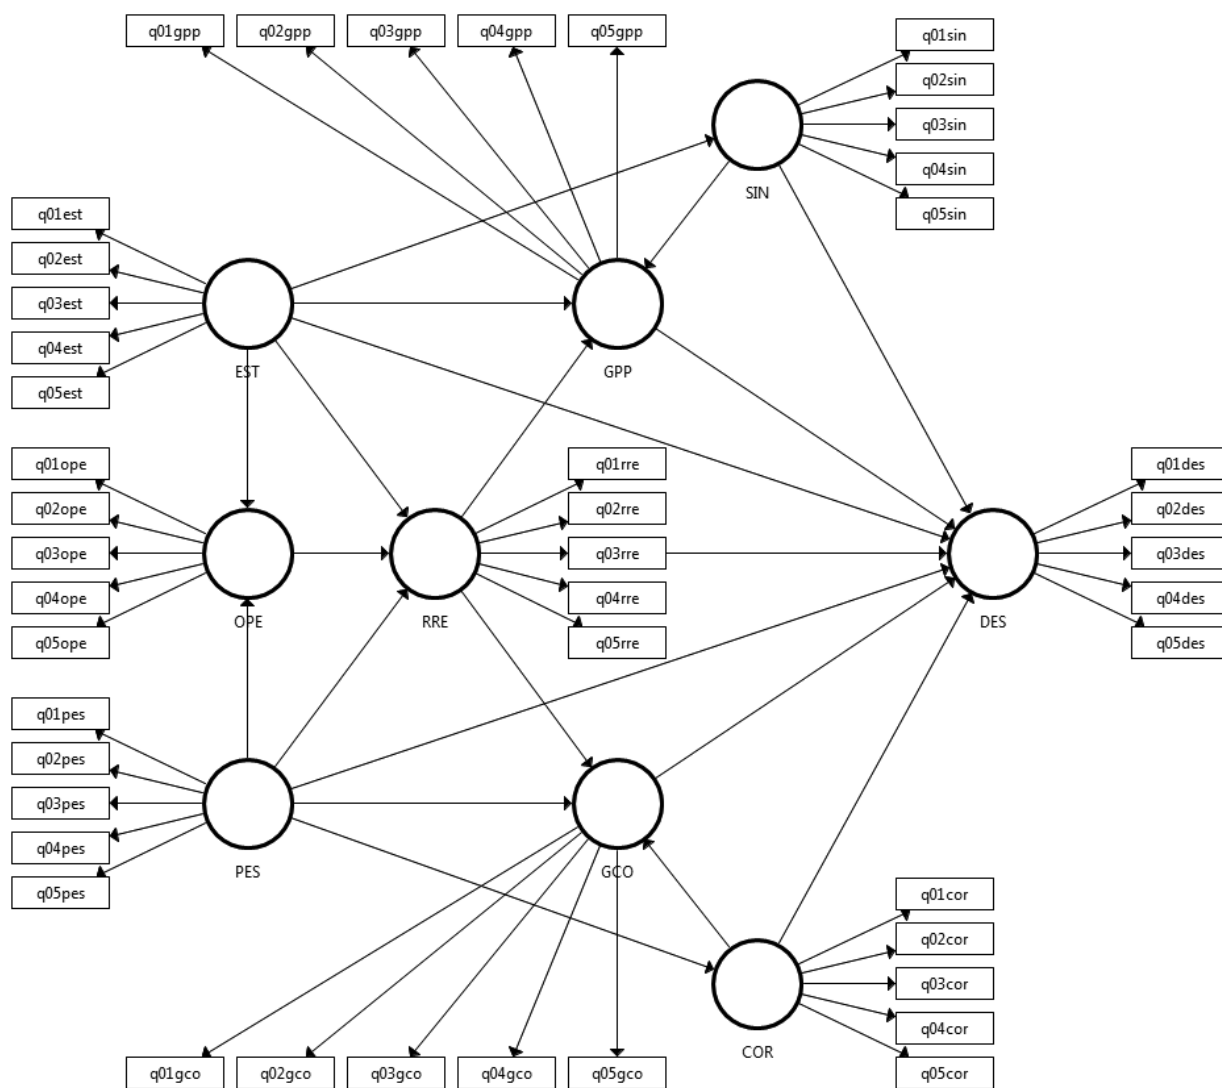 q01gpp
q02gpp
q03gpp
q04gpp
q05gpp
q01sin
q02sin
q03sin
q04sin
q05sin
SIN
q01est
q02est
q03est
q04est
q05est
EST
GPP
q01ope
q02ope
q03ope
q04ope
q05ope
OPE
RRE
q01rre
q02rre
q03rre
q04rre
q05rre
DES
q01des
q02des
q03des
q04des
q05des
q01pes
q02pes
q03pes
q04pes
q05pes
PES
GCO
q01cor
q02cor
q03cor
q04cor
q05cor
COR
q01gco
q02gco
q03gco
q04gco
q05gco